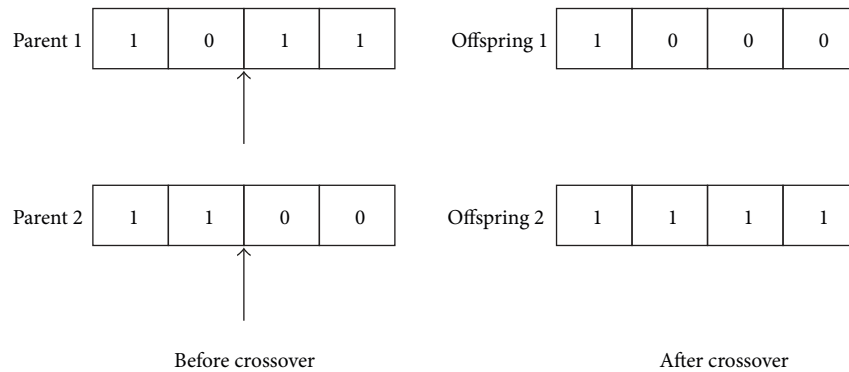 Parent 1 1 0 1 1 Offspring 1 1 0 0 0
Parent 2 1 1 0 0 Offspring 2 1 1 1 1
Before crossover After crossover